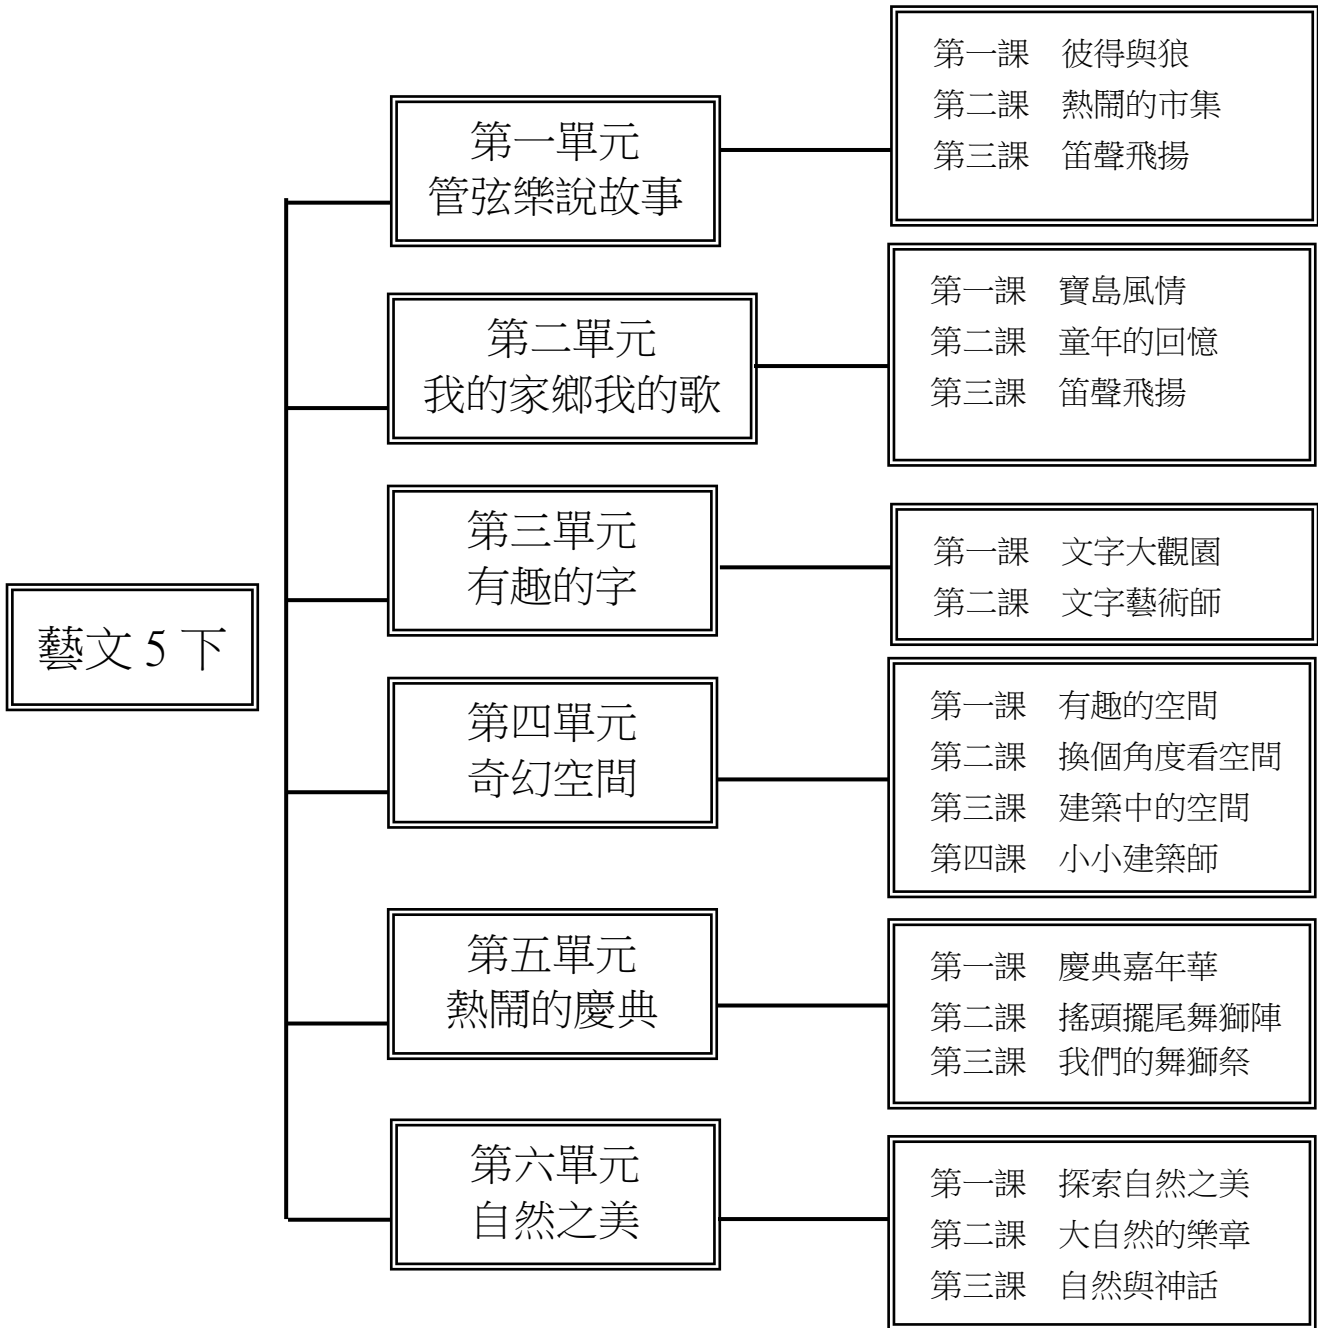 藝文 5 下
第一單元
管弦樂說故事
第一課　彼得與狼
第二課　熱鬧的市集
第三課　笛聲飛揚
第二單元
我的家鄉我的歌
第一課　寶島風情
第二課　童年的回憶
第三課　笛聲飛揚
第三單元
有趣的字
第一課　文字大觀園
第二課　文字藝術師
第四單元
奇幻空間
第一課　有趣的空間
第二課　換個角度看空間
第三課　建築中的空間
第四課　小小建築師
第五單元
熱鬧的慶典
第一課　慶典嘉年華
第二課　搖頭擺尾舞獅陣
第三課　我們的舞獅祭
第六單元
自然之美
第一課　探索自然之美
第二課　大自然的樂章
第三課　自然與神話